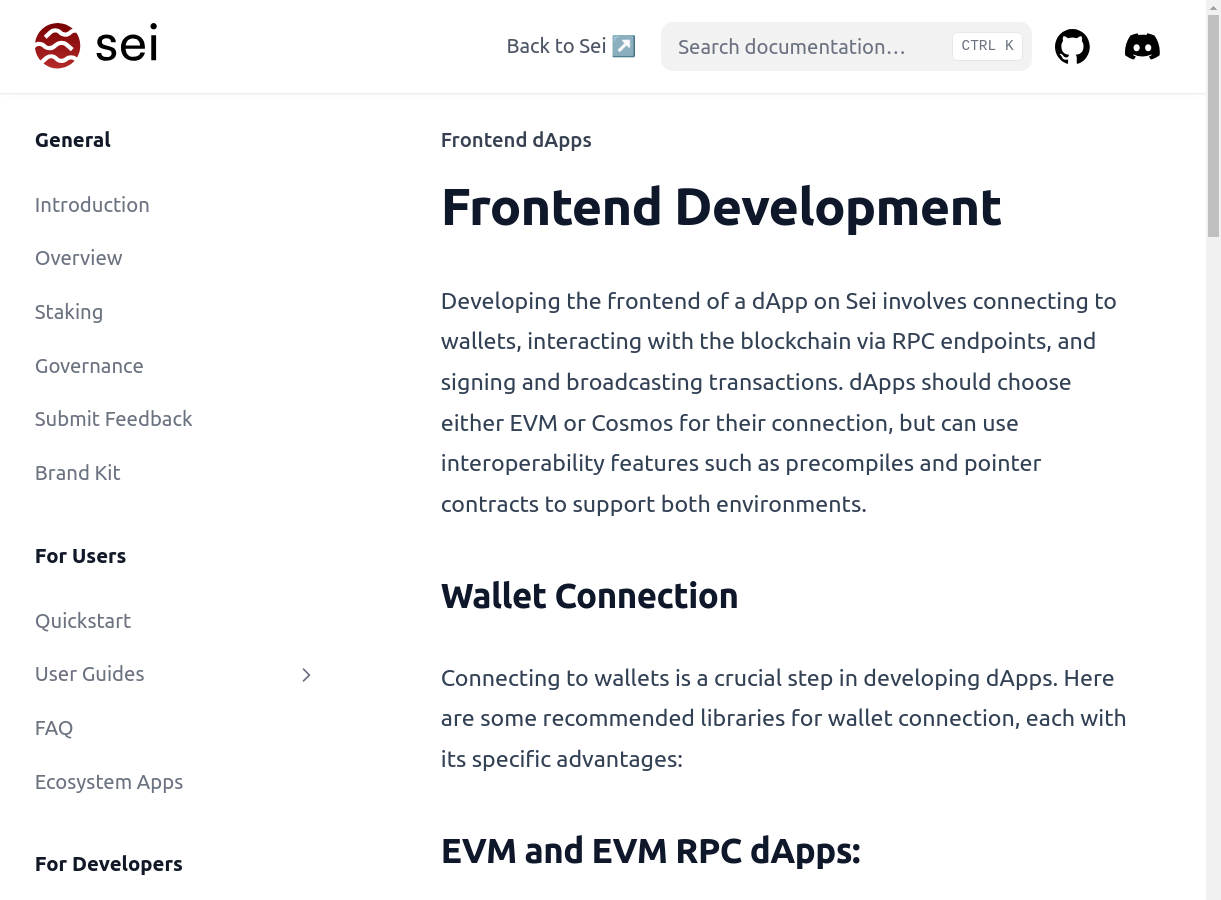 sei
Back to Sei ↗️
Search documentation…
CTRL K
General
Introduction
Overview
Staking
Governance
Submit Feedback
Brand Kit
For Users
Quickstart
User Guides
FAQ
Ecosystem Apps
For Developers
Frontend dApps
Frontend Development
Developing the frontend of a dApp on Sei involves connecting to
wallets, interacting with the blockchain via RPC endpoints, and
signing and broadcasting transactions. dApps should choose
either EVM or Cosmos for their connection, but can use
interoperability features such as precompiles and pointer
contracts to support both environments.
Wallet Connection
Connecting to wallets is a crucial step in developing dApps. Here
are some recommended libraries for wallet connection, each with
its specific advantages:
EVM and EVM RPC dApps: